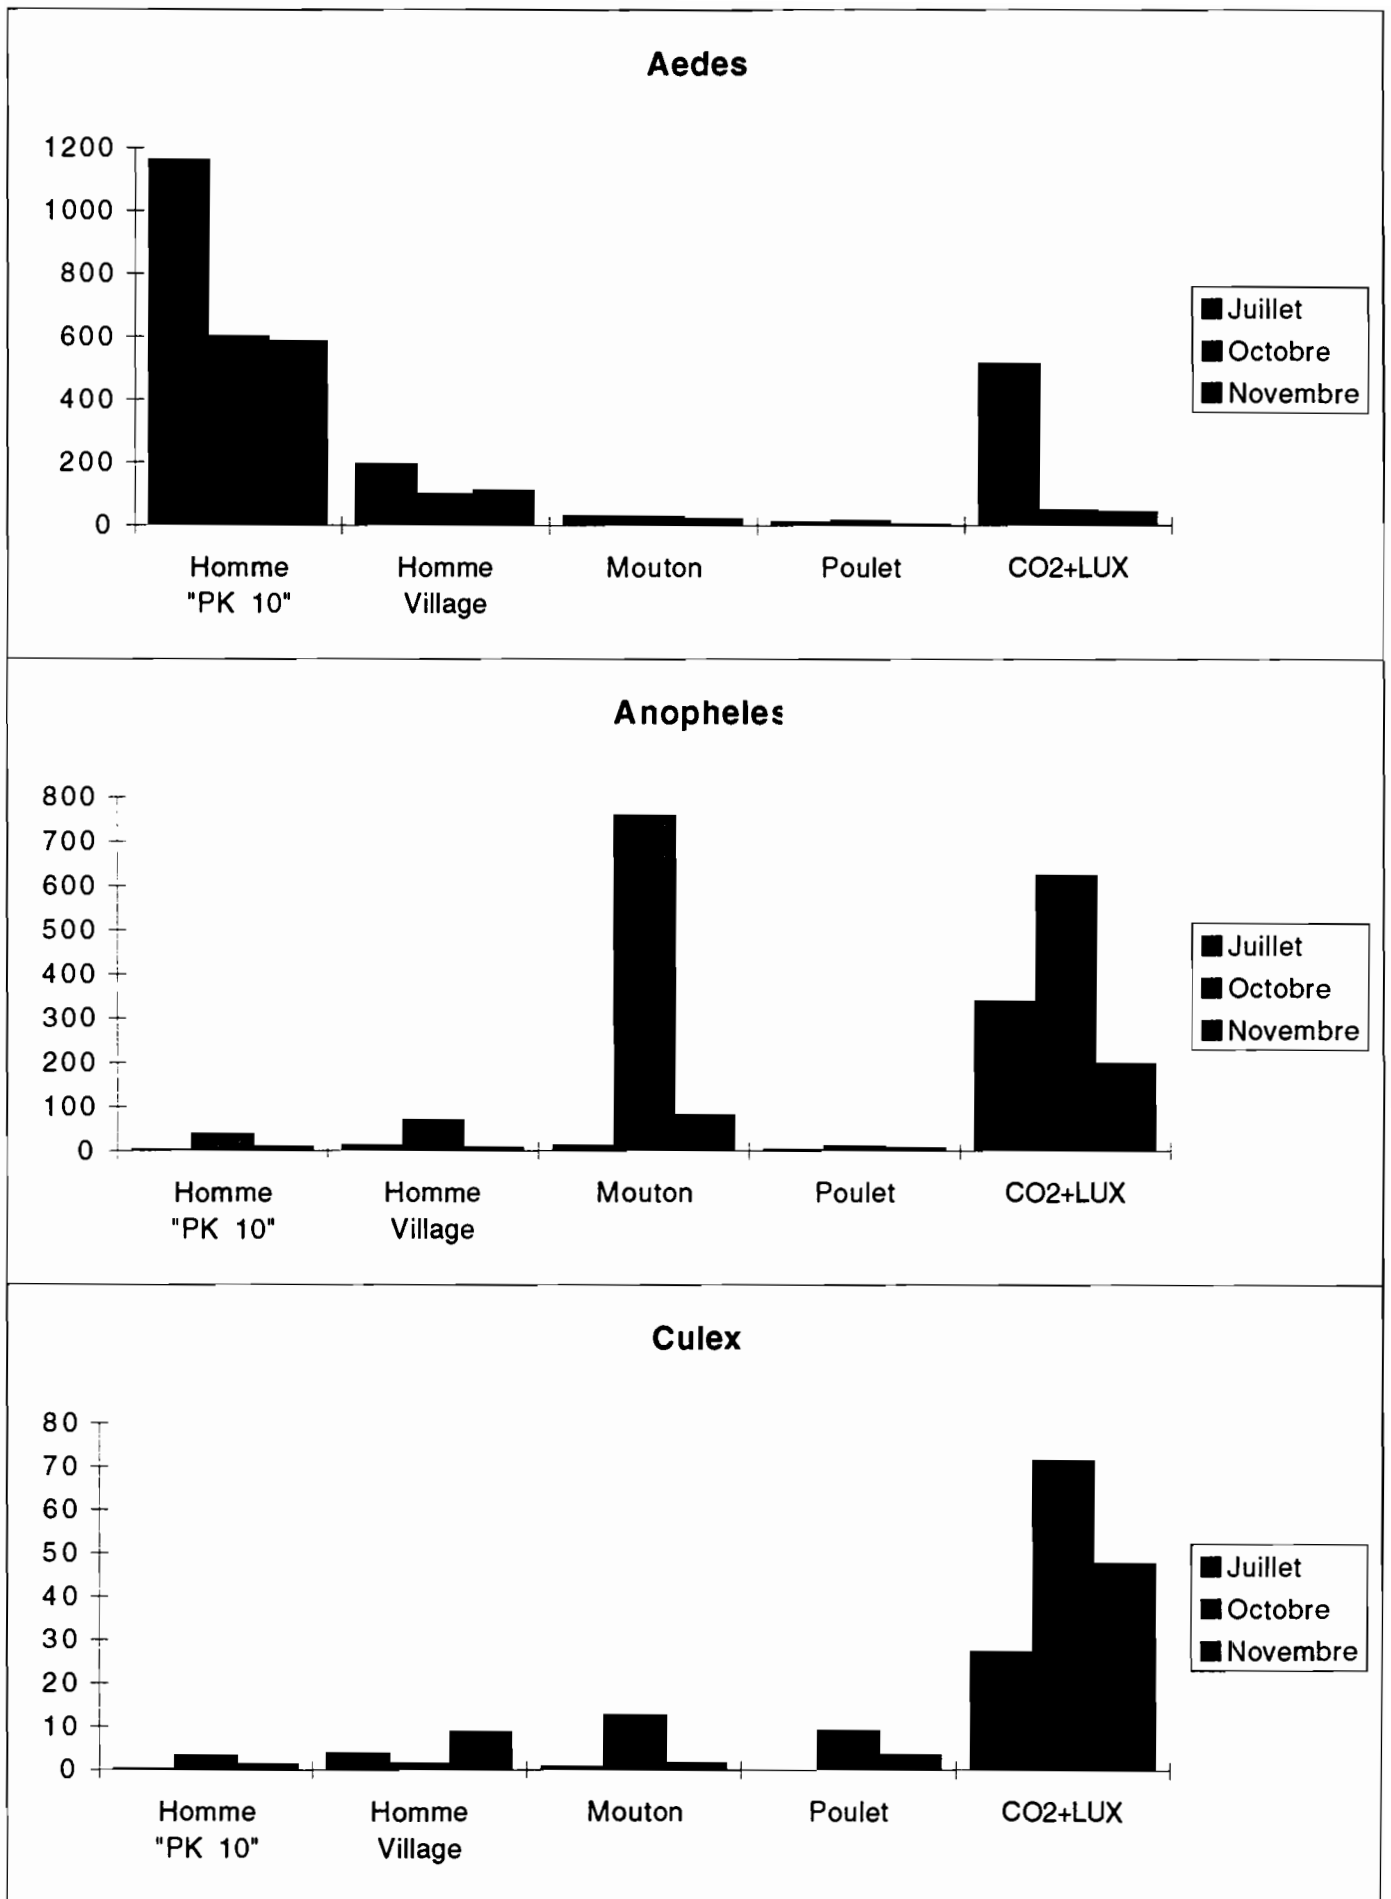 Aedes
1200
1000
800
600
400
200
0
Homme "PK 10"
Homme Village
Mouton
Poulet
CO2+LUX
Juillet
Octobre
Novembre
Anopheles
800
700
600
500
400
300
200
100
0
Homme "PK 10"
Homme Village
Mouton
Poulet
CO2+LUX
Juillet
Octobre
Novembre
Culex
80
70
60
50
40
30
20
10
0
Homme "PK 10"
Homme Village
Mouton
Poulet
CO2+LUX
Juillet
Octobre
Novembre